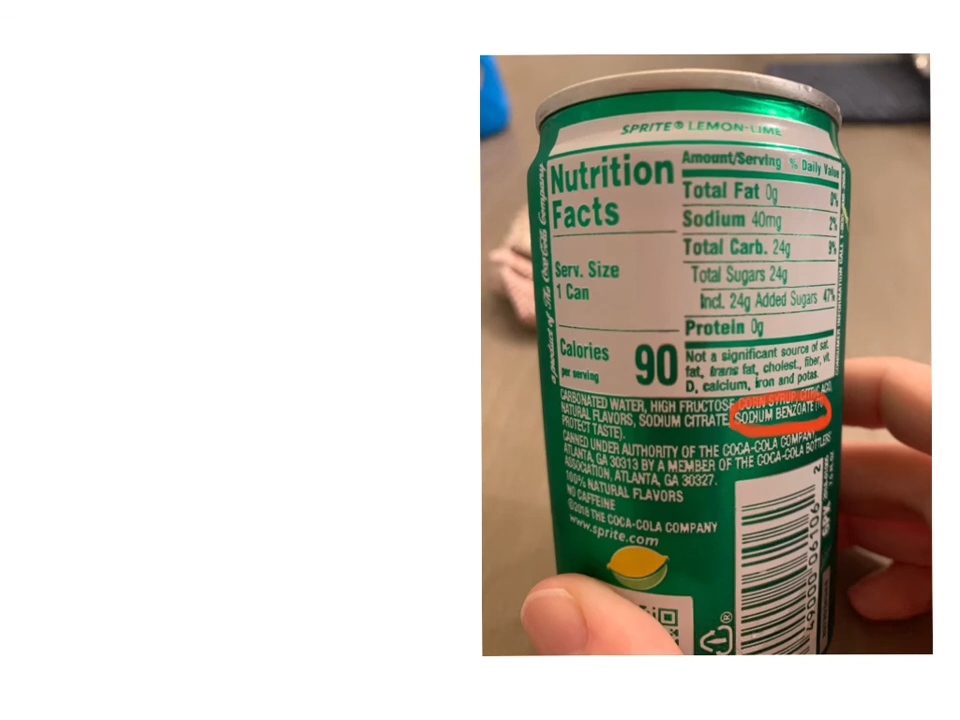 SPRITE® LEMON-LIME
Nutrition
Facts
Serv. Size
1 Can
Calories
per serving
90
Amount/Serving % Daily Value
Total Fat 0g 0%
Sodium 40mg 2%
Total Carb. 24g 9%
Total Sugars 24g
Incl. 24g Added Sugars 47%
Protein 0g
Not a significant source of sat.
fat, trans fat, cholest., fiber, vit.
D, calcium, iron and potas.
CARBONATED WATER, HIGH FRUCTOSE CORN SYRUP, CITRIC ACID,
NATURAL FLAVORS, SODIUM CITRATE, SODIUM BENZOATE (TO
PROTECT TASTE).
CANNED UNDER AUTHORITY OF THE COCA-COLA COMPANY,
ATLANTA, GA 30313 BY A MEMBER OF THE COCA-COLA BOTTLERS'
ASSOCIATION, ATLANTA, GA 30327.
100% NATURAL FLAVORS
NO CAFFEINE
©2018 THE COCA-COLA COMPANY
www.sprite.com
a product of The Coca-Cola Company
49000 06106 2